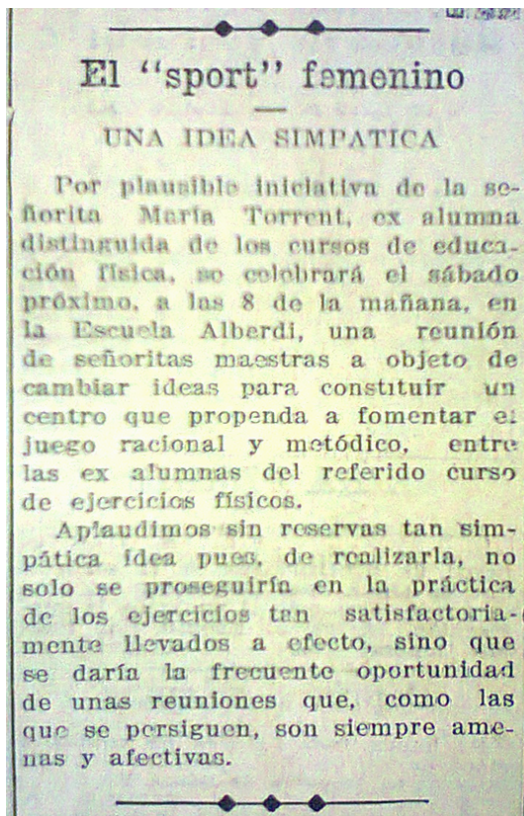 El "sport" femenino
UNA IDEA SIMPATICA
Por plausible iniciativa de la se-
ñorita María Torrent, ex alumna
distinguida de los cursos de educa-
ción física, se celebrará el sábado
próximo, a las 8 de la mañana, en
la Escuela Alberdi, una reunión
de señoritas maestras a objeto de
cambiar ideas para constituir un
centro que propenda a fomentar el
juego racional y metódico, entre
las ex alumnas del referido curso
de ejercicios físicos.
Aplaudimos sin reservas tan sim-
pática idea pues, de realizarla, no
solo se proseguiría en la práctica
de los ejercicios tan satisfactoria-
mente llevados a efecto, sino que
se daría la frecuente oportunidad
de unas reuniones que, como las
que se persiguen, son siempre ame-
nas y afectivas.